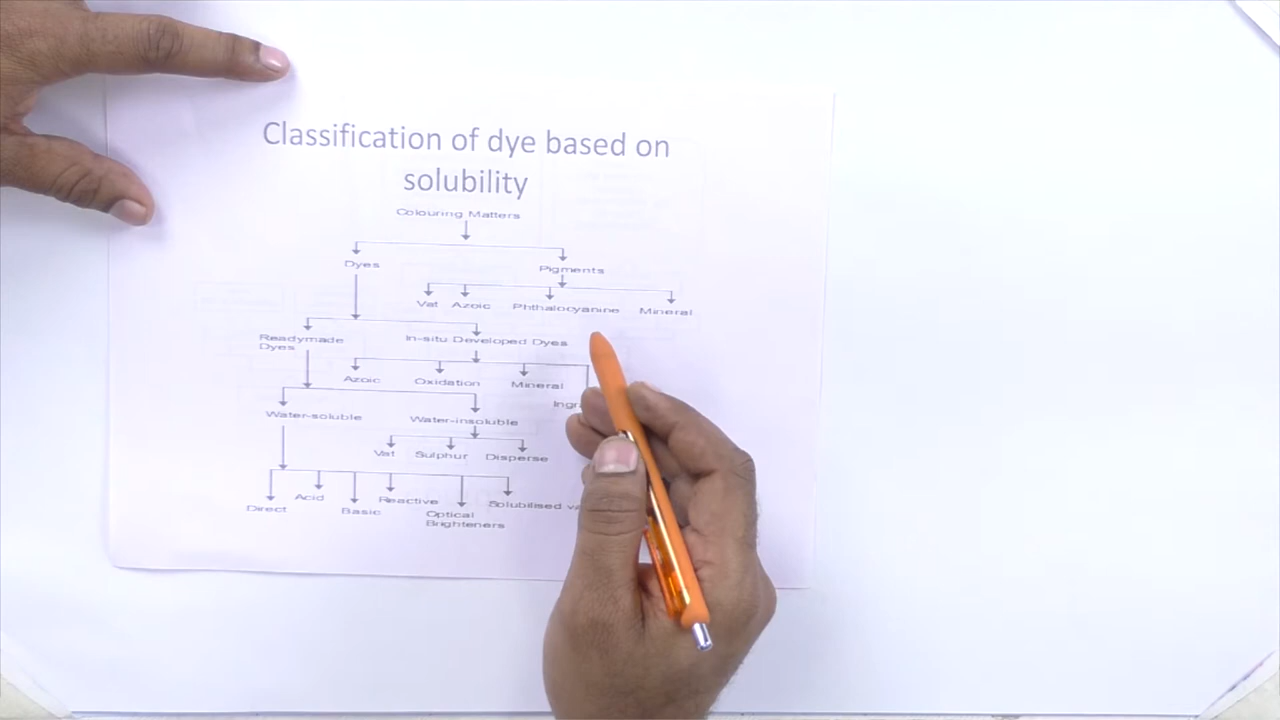 Classification of dye based on
solubility
Colouring Matters
Dyes
Pigments
Vat Azoic Phthalocyanine Mineral
Readymade
Dyes
In-situ Developed Dyes
Azoic Oxidation Mineral
Water-soluble
Water-insoluble
Vat Sulphur Disperse
Direct
Acid
Basic
Reactive
Optical
Brighteners
Solubilised